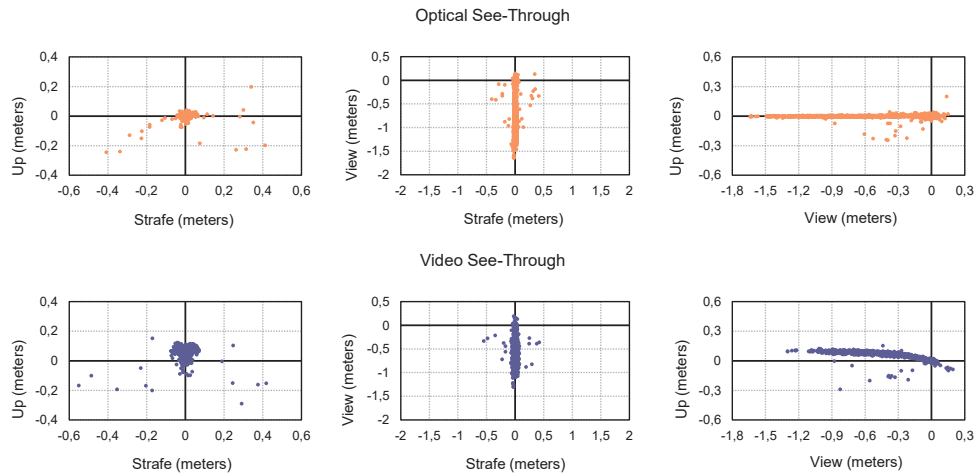 Optical See-Through
0,4
0,2
0
-0,2
-0,4
Up (meters)
-0,6 -0,4 -0,2 0 0,2 0,4 0,6
Strafe (meters)
0,5
0
-0,5
-1
-1,5
-2
View (meters)
-2 -1,5 -1 -0,5 0 0,5 1 1,5 2
Strafe (meters)
0,6
0,3
0
-0,3
-0,6
Up (meters)
-1,8 -1,5 -1,2 -0,9 -0,6 -0,3 0 0,3
View (meters)
Video See-Through
0,4
0,2
0
-0,2
-0,4
Up (meters)
-0,6 -0,4 -0,2 0 0,2 0,4 0,6
Strafe (meters)
0,5
0
-0,5
-1
-1,5
-2
View (meters)
-2 -1,5 -1 -0,5 0 0,5 1 1,5 2
Strafe (meters)
0,6
0,3
0
-0,3
-0,6
Up (meters)
-1,8 -1,5 -1,2 -0,9 -0,6 -0,3 0 0,3
View (meters)